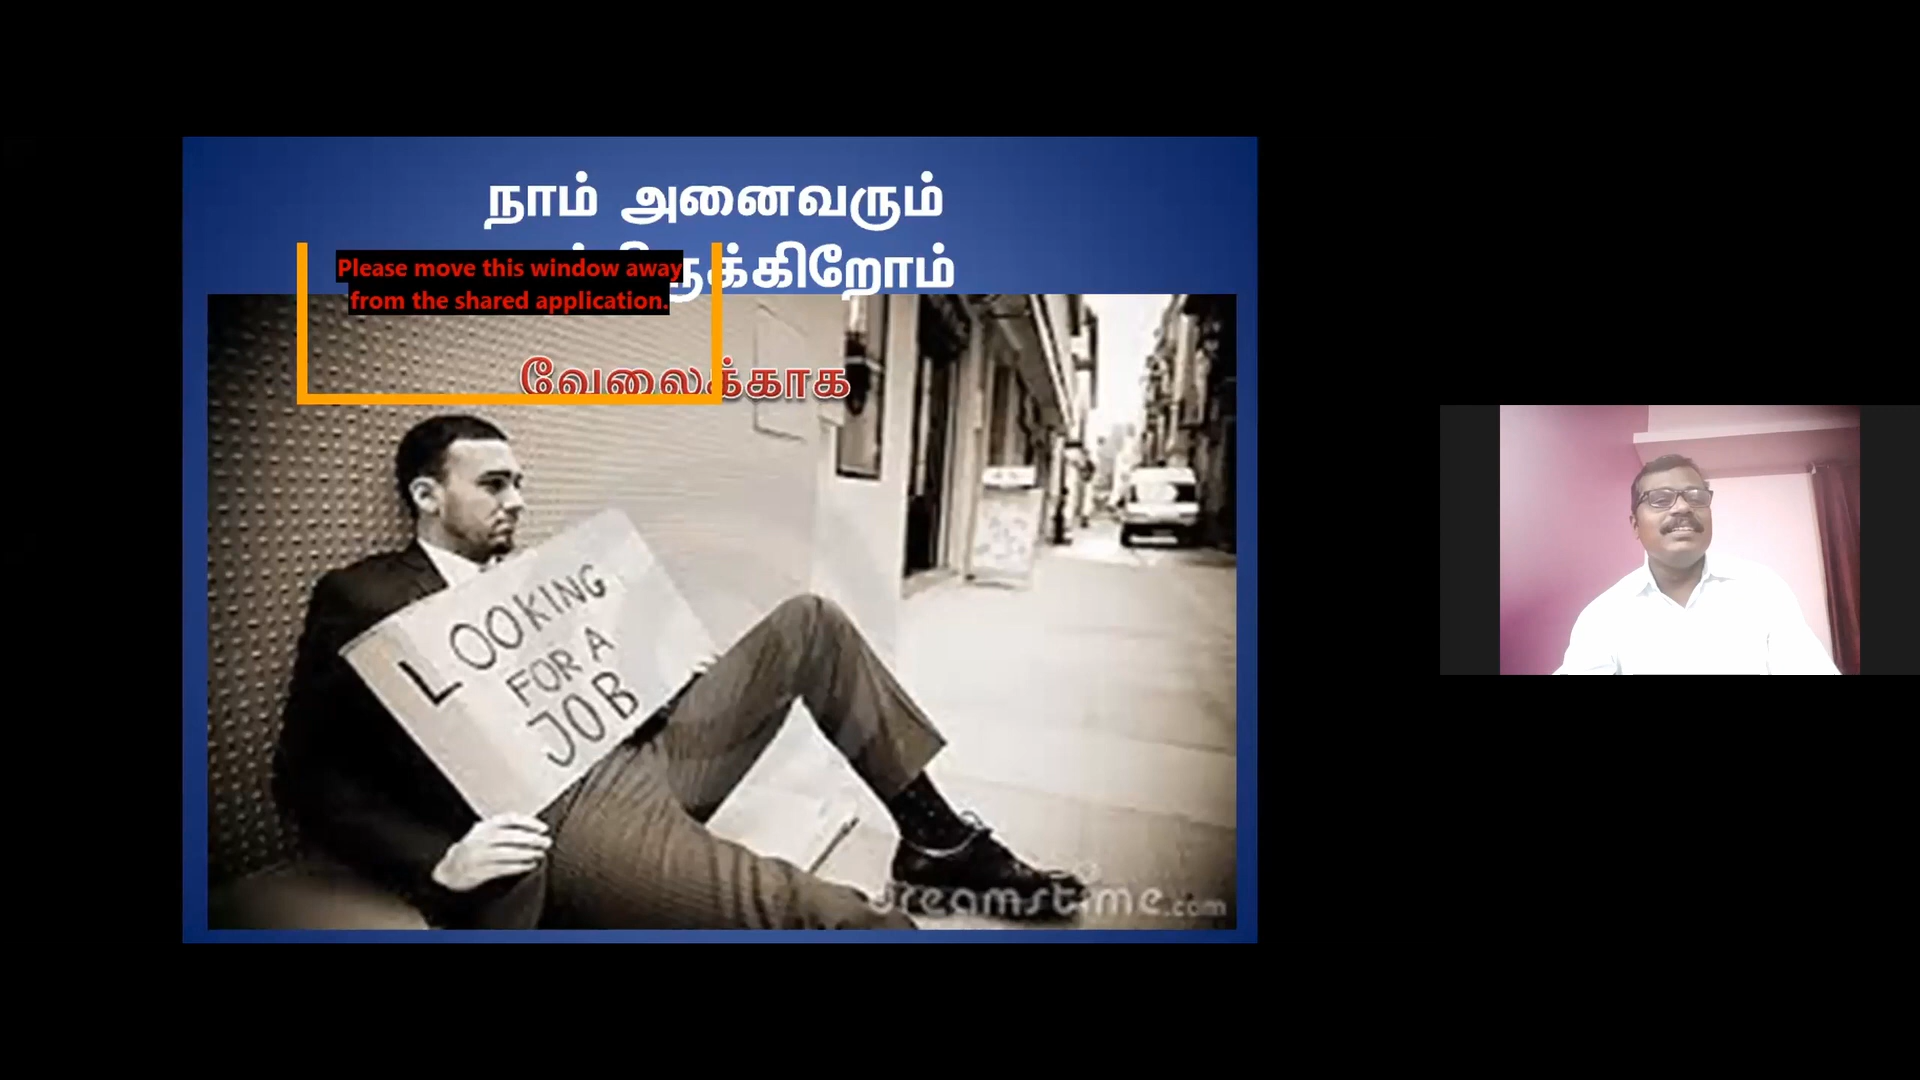 நாம் அனைவரும்
Please move this window away
from the shared application.
வேலைக்காக
LOOKING
FOR A
JOB
dreamstime.com